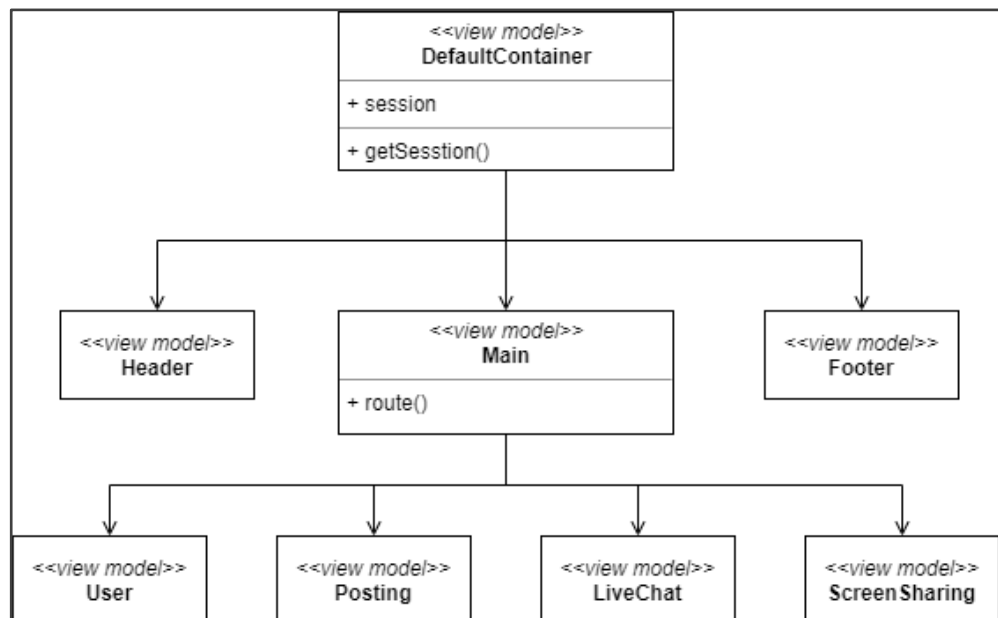 <<view model>>
DefaultContainer
+ session
+ getSesstion()
<<view model>>
Header
<<view model>>
Main
+ route()
<<view model>>
Footer
<<view model>>
User
<<view model>>
Posting
<<view model>>
LiveChat
<<view model>>
ScreenSharing